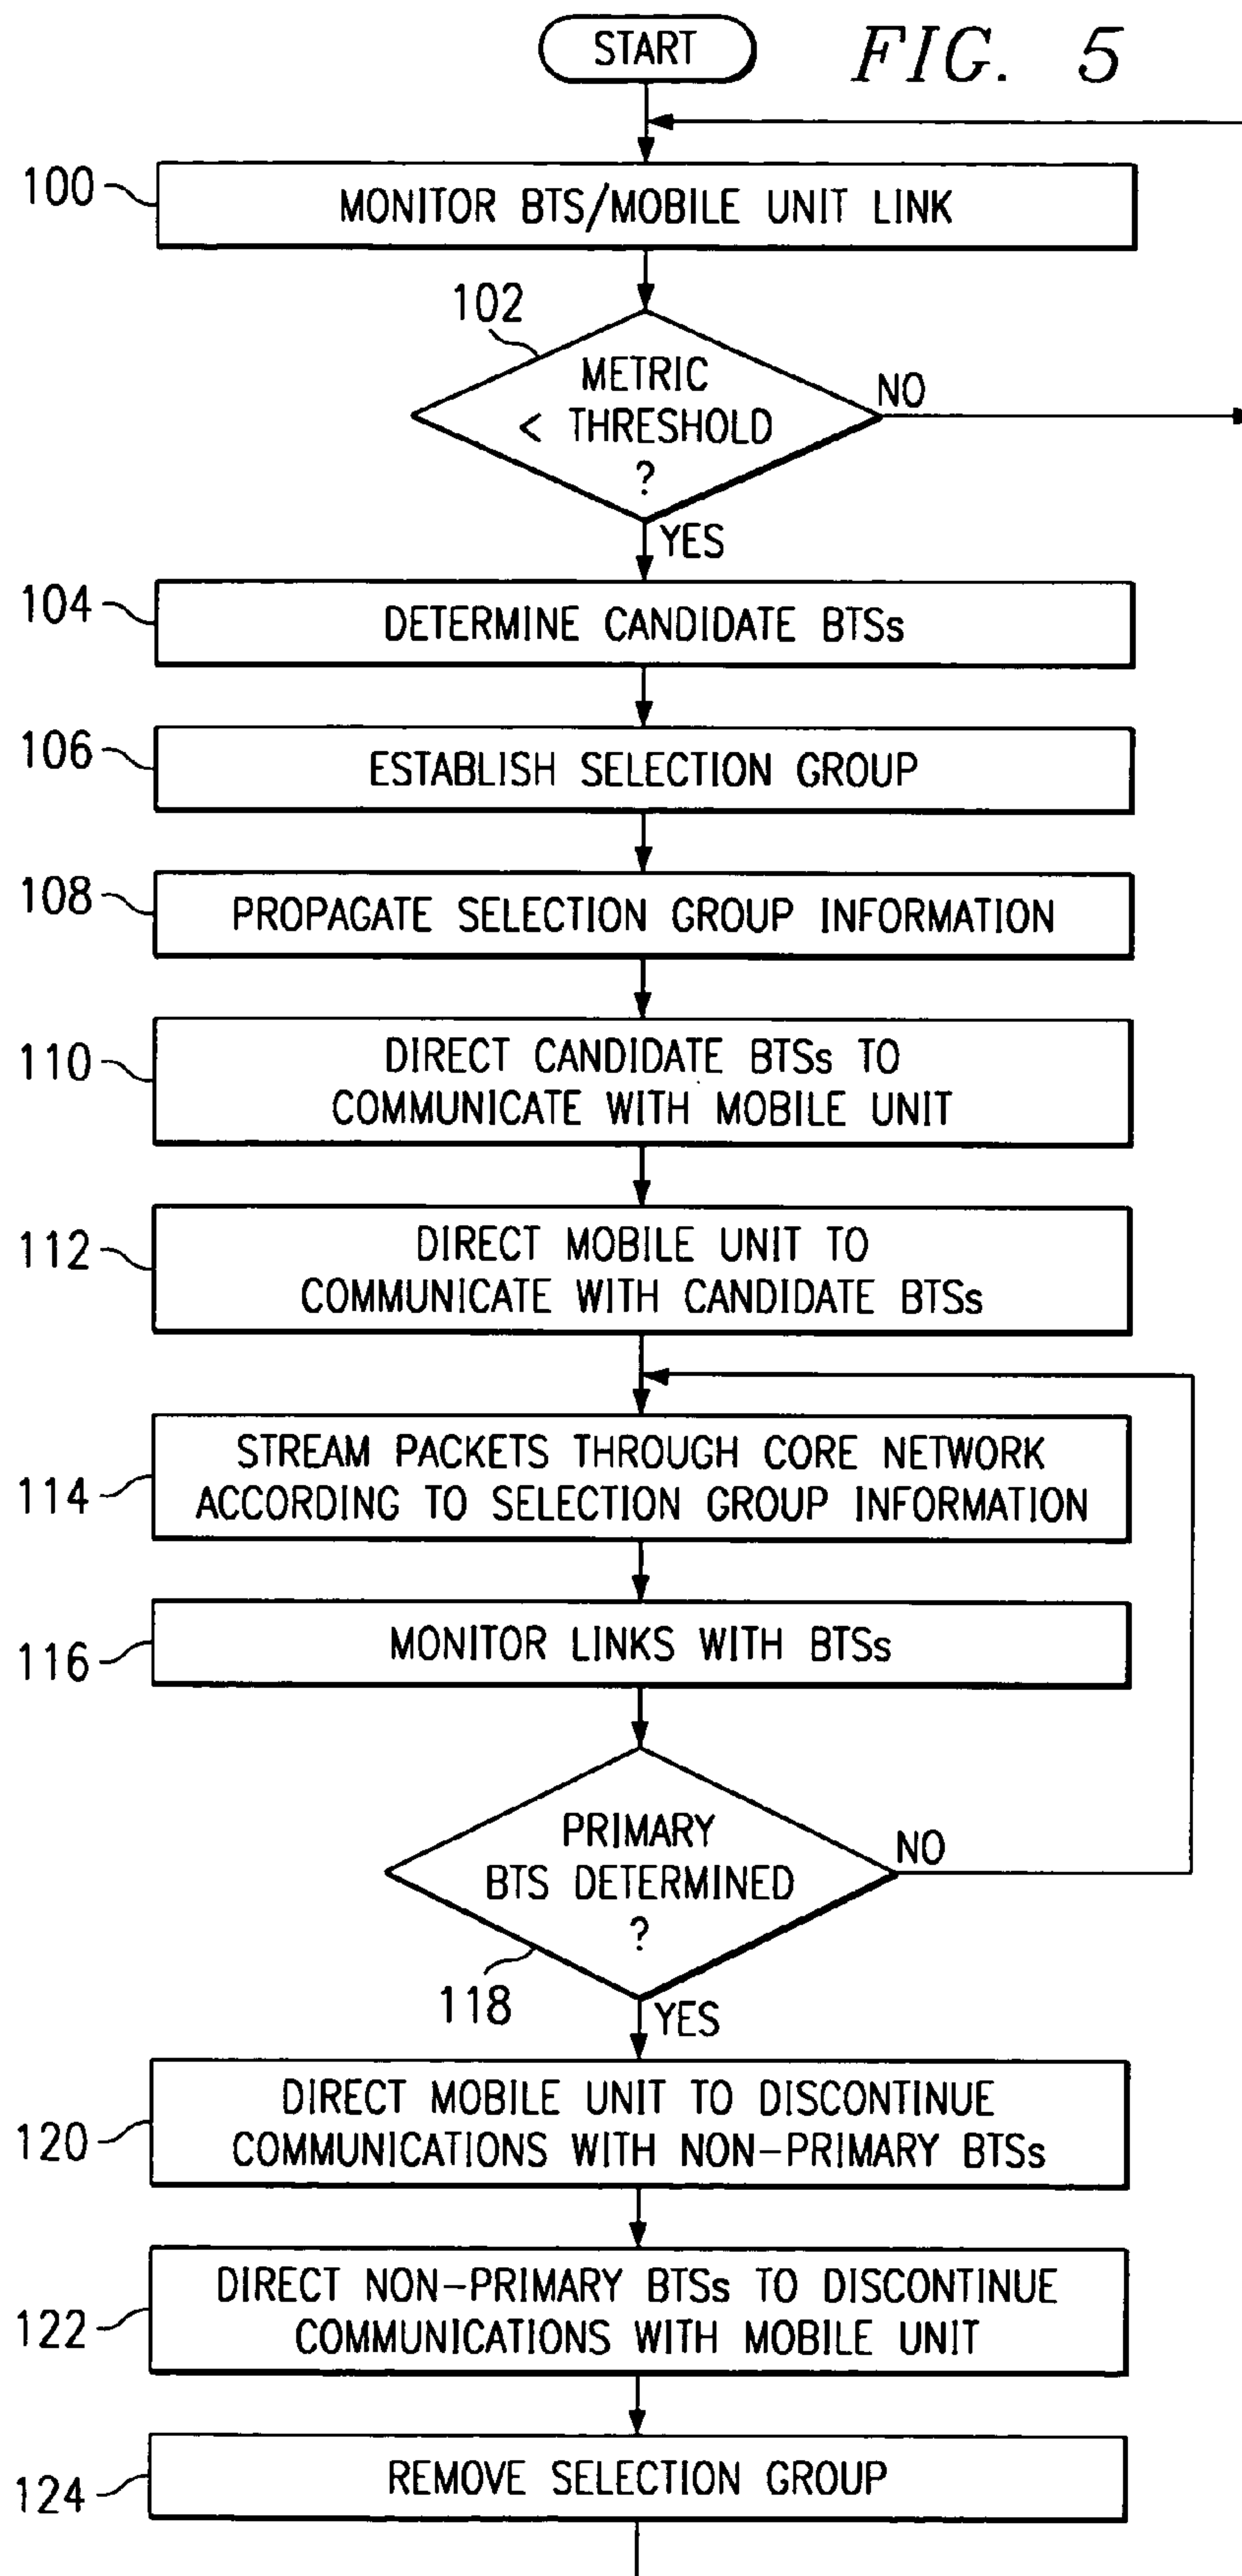 START
FIG. 5
100
MONITOR BTS/MOBILE UNIT LINK
102
METRIC
< THRESHOLD
?
NO
YES
104
DETERMINE CANDIDATE BTSs
106
ESTABLISH SELECTION GROUP
108
PROPAGATE SELECTION GROUP INFORMATION
110
DIRECT CANDIDATE BTSs TO
COMMUNICATE WITH MOBILE UNIT
112
DIRECT MOBILE UNIT TO
COMMUNICATE WITH CANDIDATE BTSs
114
STREAM PACKETS THROUGH CORE NETWORK
ACCORDING TO SELECTION GROUP INFORMATION
116
MONITOR LINKS WITH BTSs
PRIMARY
BTS DETERMINED
?
NO
118
YES
120
DIRECT MOBILE UNIT TO DISCONTINUE
COMMUNICATIONS WITH NON-PRIMARY BTSs
122
DIRECT NON-PRIMARY BTSs TO DISCONTINUE
COMMUNICATIONS WITH MOBILE UNIT
124
REMOVE SELECTION GROUP